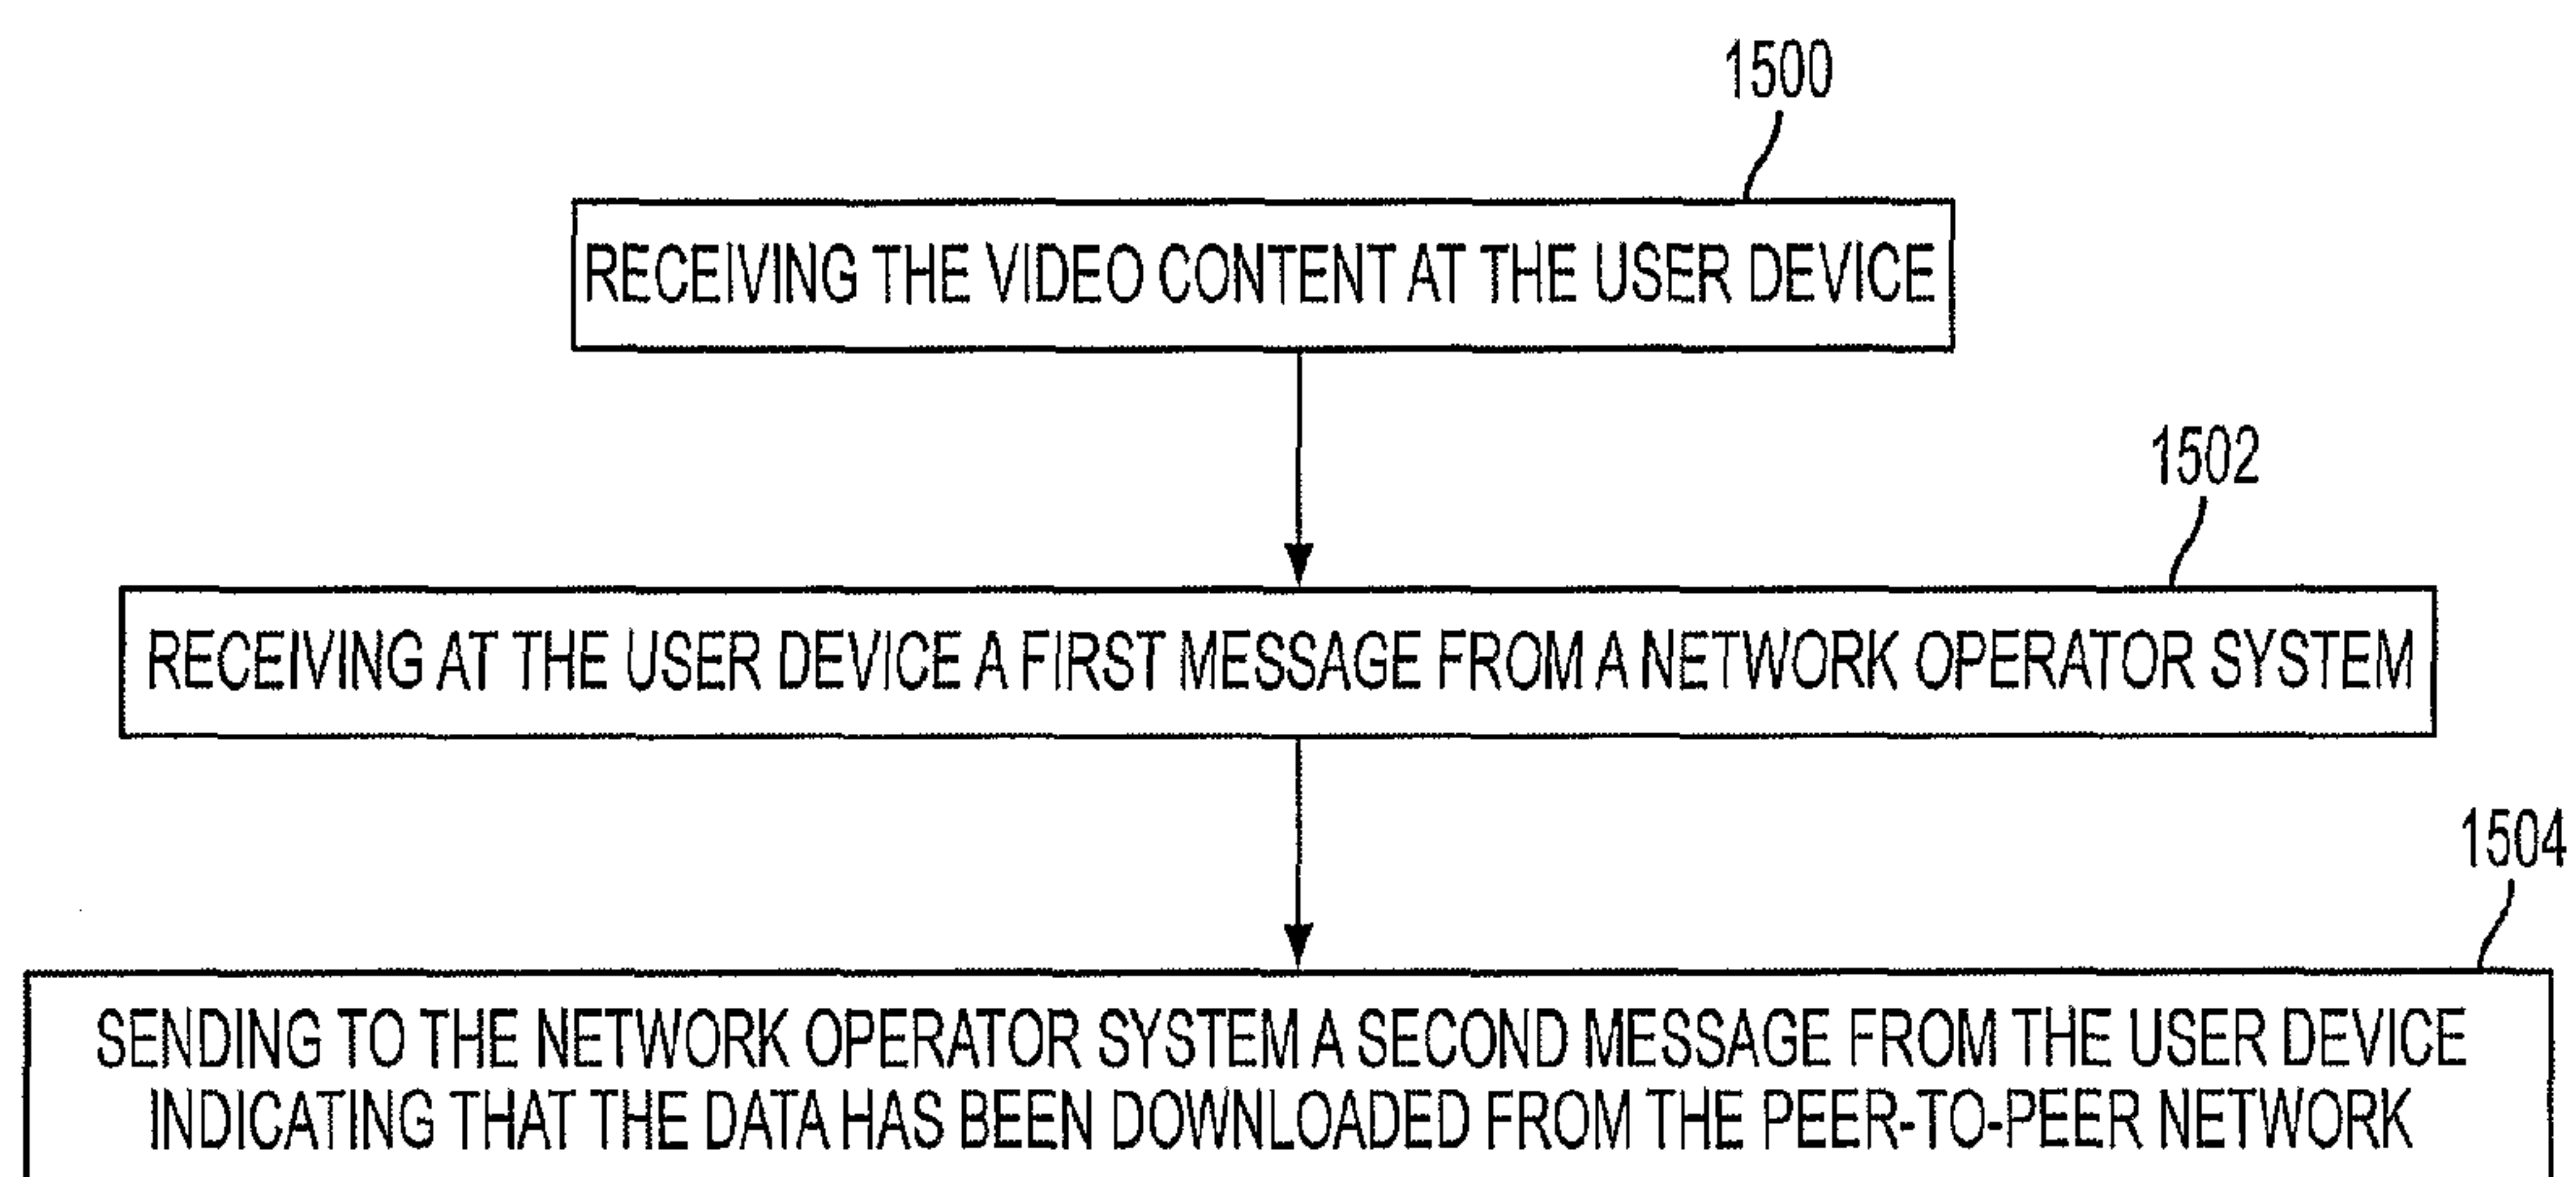 1500
RECEIVING THE VIDEO CONTENT AT THE USER DEVICE
1502
RECEIVING AT THE USER DEVICE A FIRST MESSAGE FROM A NETWORK OPERATOR SYSTEM
1504
SENDING TO THE NETWORK OPERATOR SYSTEM A SECOND MESSAGE FROM THE USER DEVICE
INDICATING THAT THE DATA HAS BEEN DOWNLOADED FROM THE PEER-TO-PEER NETWORK